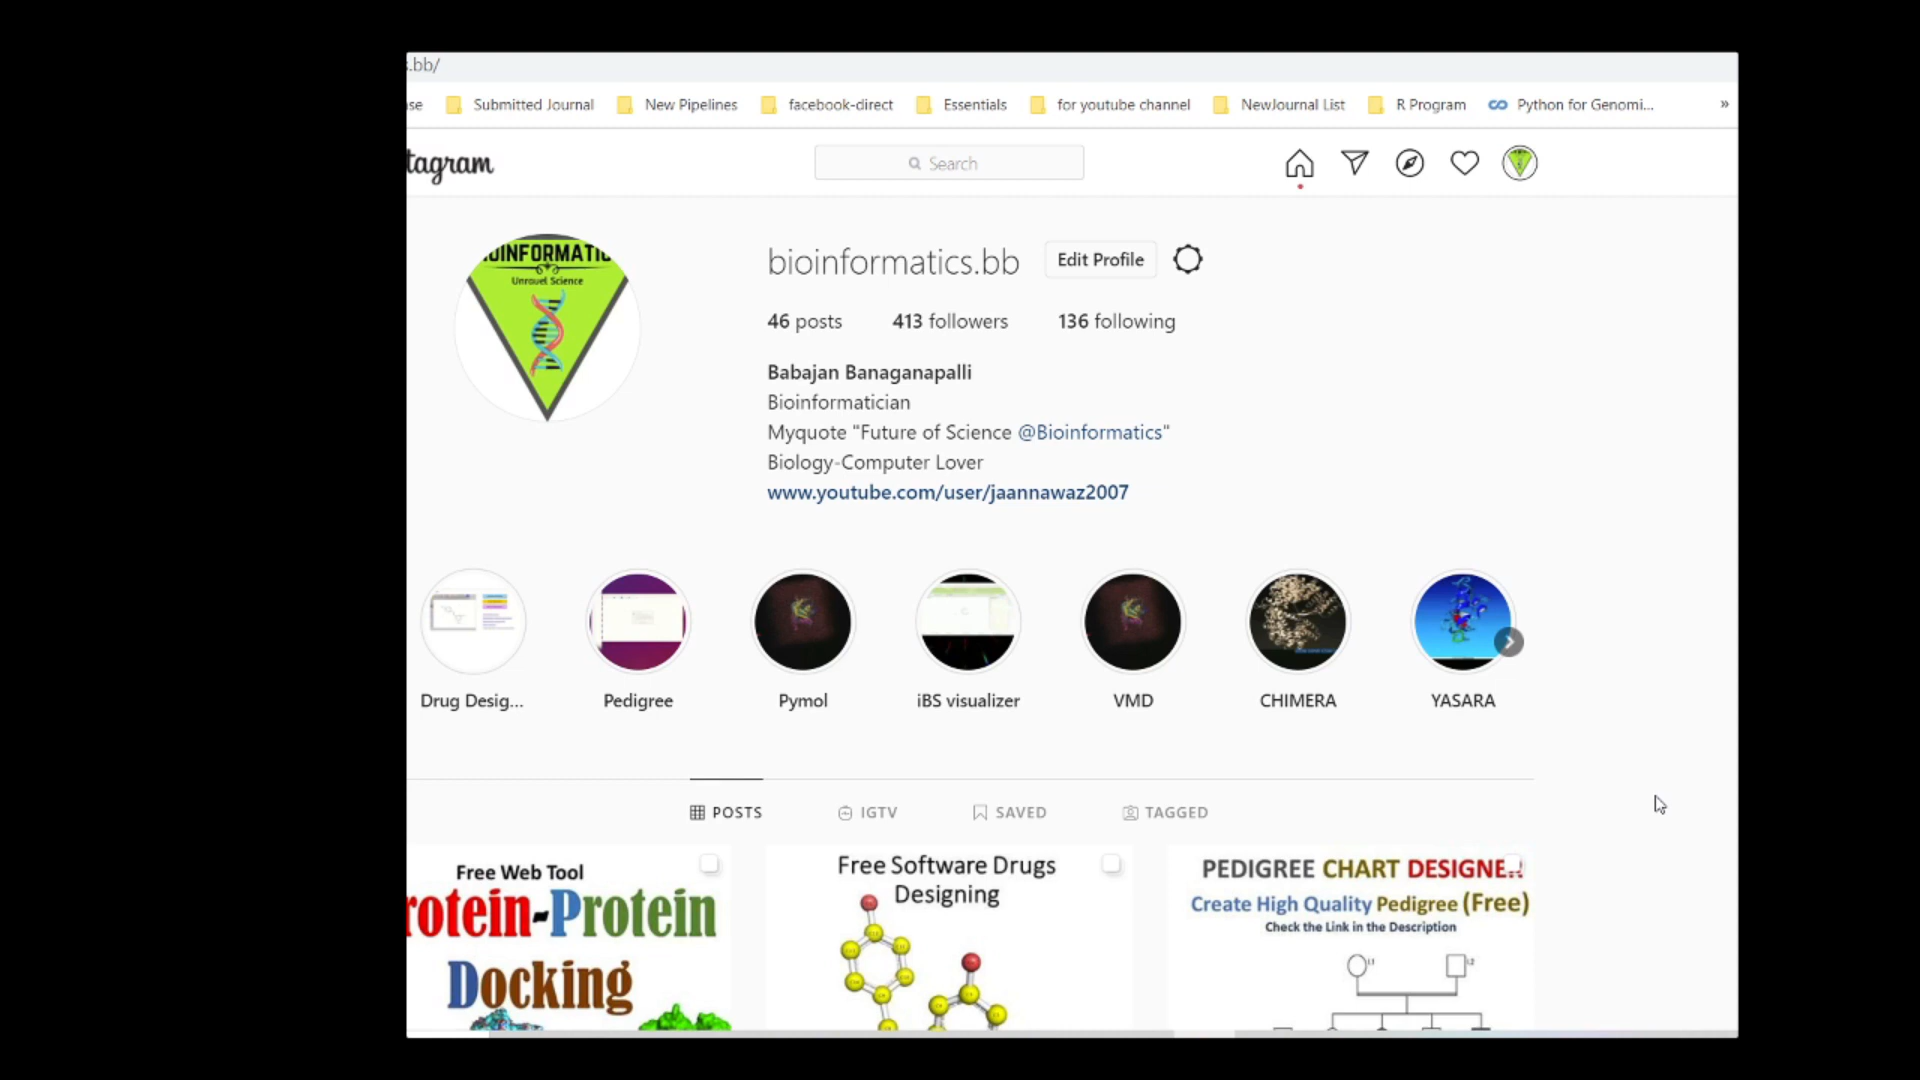 .bb/
se Submitted Journal New Pipelines facebook-direct Essentials for youtube channel NewJournal List R Program Python for Genomi... »
tagram Search
OINFORMATIC
Unravel Science
bioinformatics.bb Edit Profile
46 posts 413 followers 136 following
Babajan Banaganapalli
Bioinformatician
Myquote "Future of Science @Bioinformatics"
Biology-Computer Lover
www.youtube.com/user/jaannawaz2007
Drug Desig... Pedigree Pymol iBS visualizer VMD CHIMERA YASARA
POSTS IGTV SAVED TAGGED
Free Web Tool
rotein-Protein
Docking
Free Software Drugs
Designing
PEDIGREE CHART DESIGNER
Create High Quality Pedigree (Free)
Check the Link in the Description